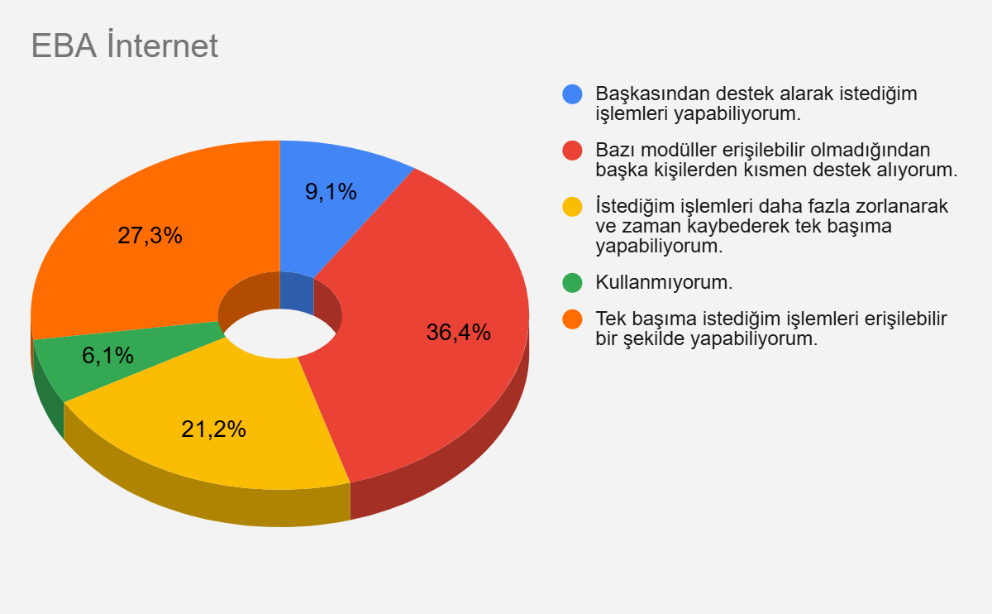 EBA İnternet
Başkasından destek alarak istediğim
işlemleri yapabiliyorum.
Bazı modüller erişilebilir olmadığından
başka kişilerden kısmen destek alıyorum.
İstediğim işlemleri daha fazla zorlanarak
ve zaman kaybederek tek başıma
yapabiliyorum.
Kullanmıyorum.
Tek başıma istediğim işlemleri erişilebilir
bir şekilde yapabiliyorum.
9,1%
27,3%
36,4%
6,1%
21,2%